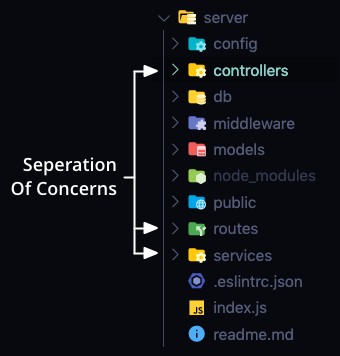 server
config
controllers
db
middleware
models
node_modules
public
routes
services
.eslintrc.json
JS index.js
readme.md
Seperation
Of Concerns